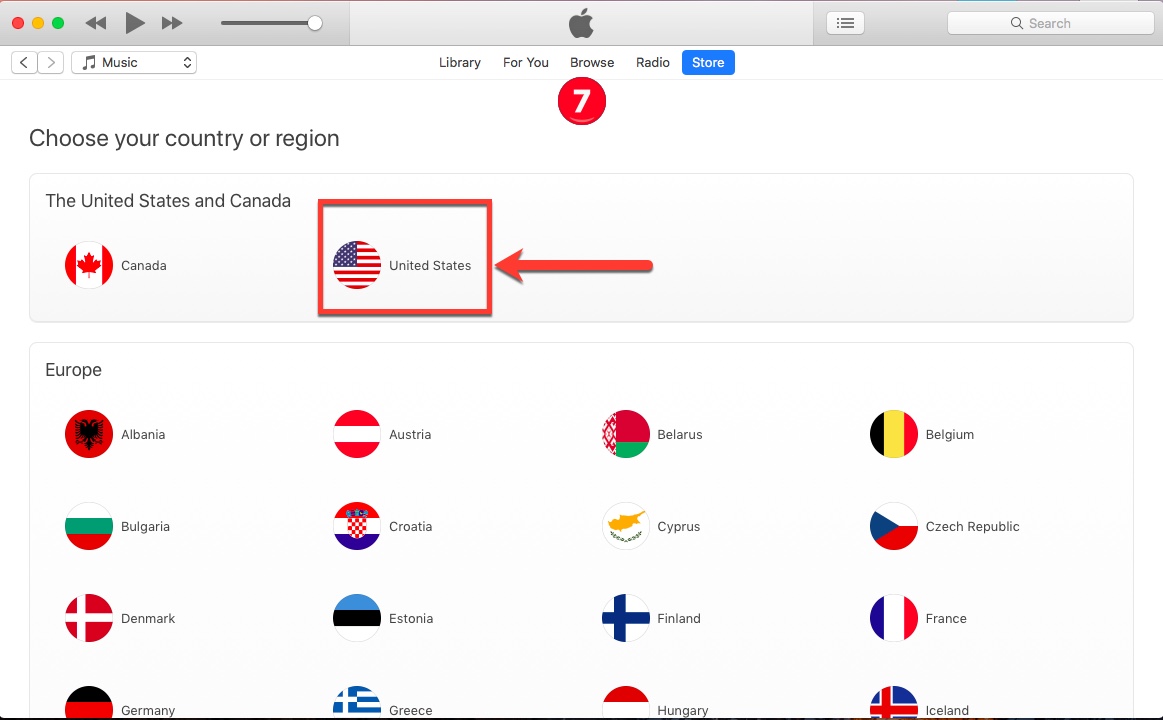 Search
Music
Library For You Browse Radio Store
7
Choose your country or region
The United States and Canada
Canada United States
Europe
Albania Austria Belarus Belgium
Bulgaria Croatia Cyprus Czech Republic
Denmark Estonia Finland France
Germany Greece Hungary Iceland